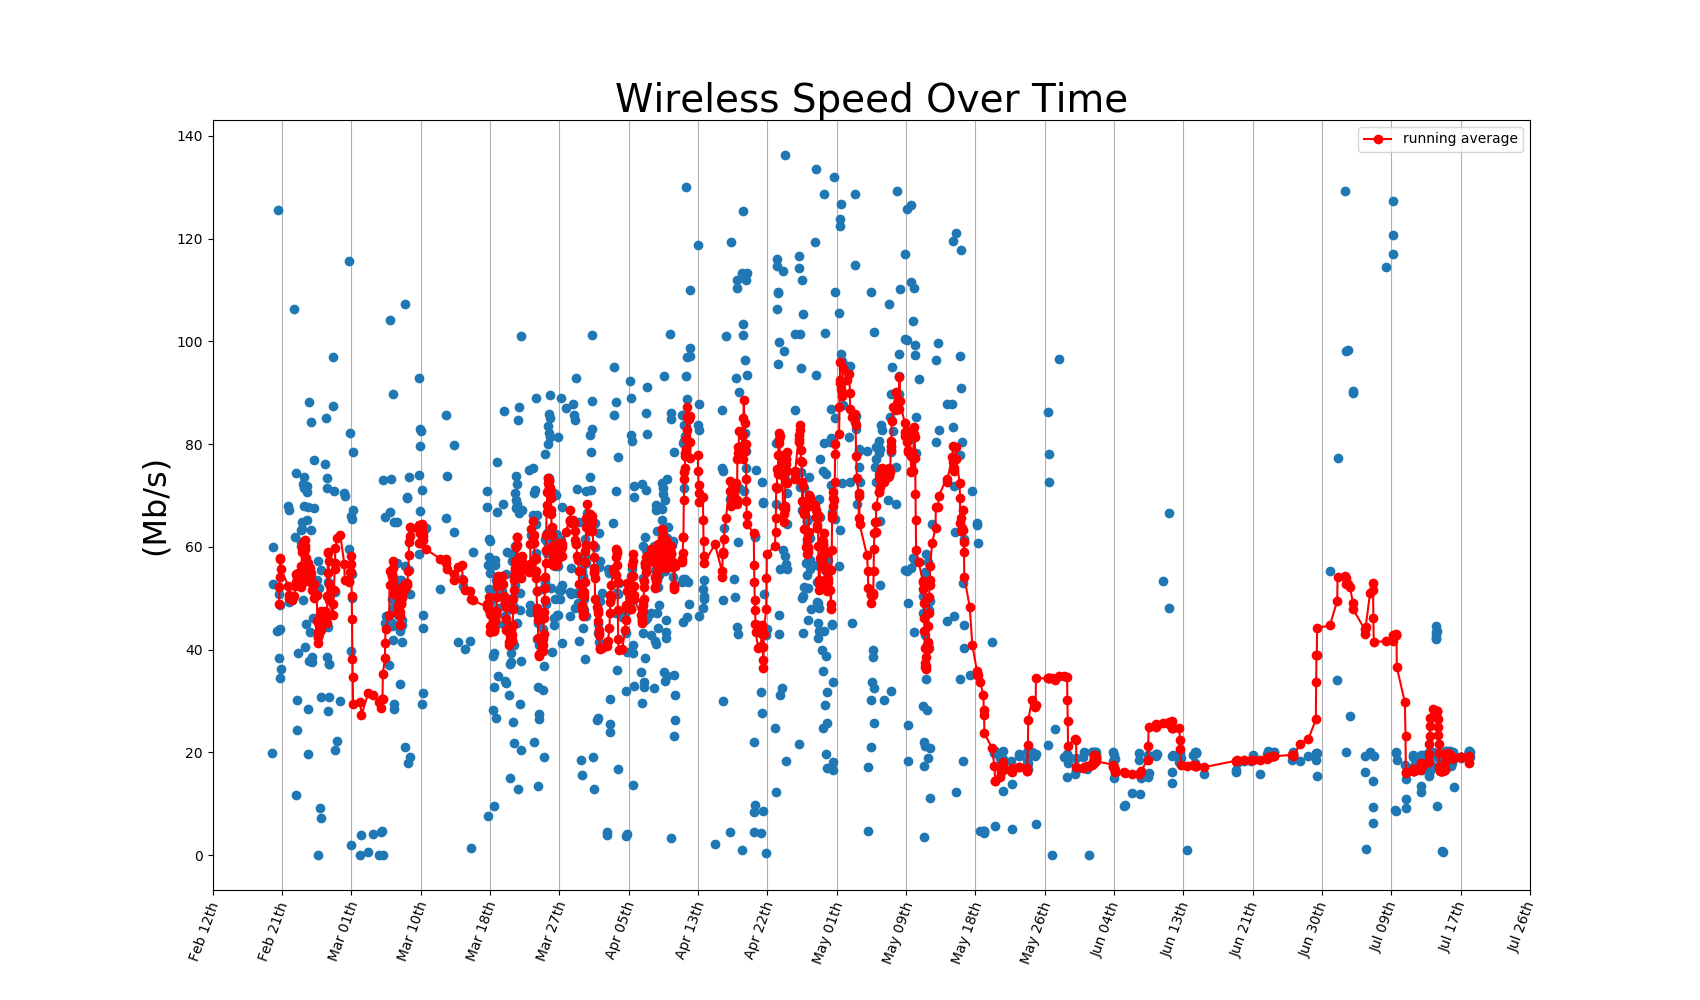 Wireless Speed Over Time
running average
140
120
100
80
60
40
20
0
(Mb/s)
Feb 12th
Feb 21th
Mar 01th
Mar 10th
Mar 18th
Mar 27th
Apr 05th
Apr 13th
Apr 22th
May 01th
May 09th
May 18th
May 26th
Jun 04th
Jun 13th
Jun 21th
Jun 30th
Jul 09th
Jul 17th
Jul 26th